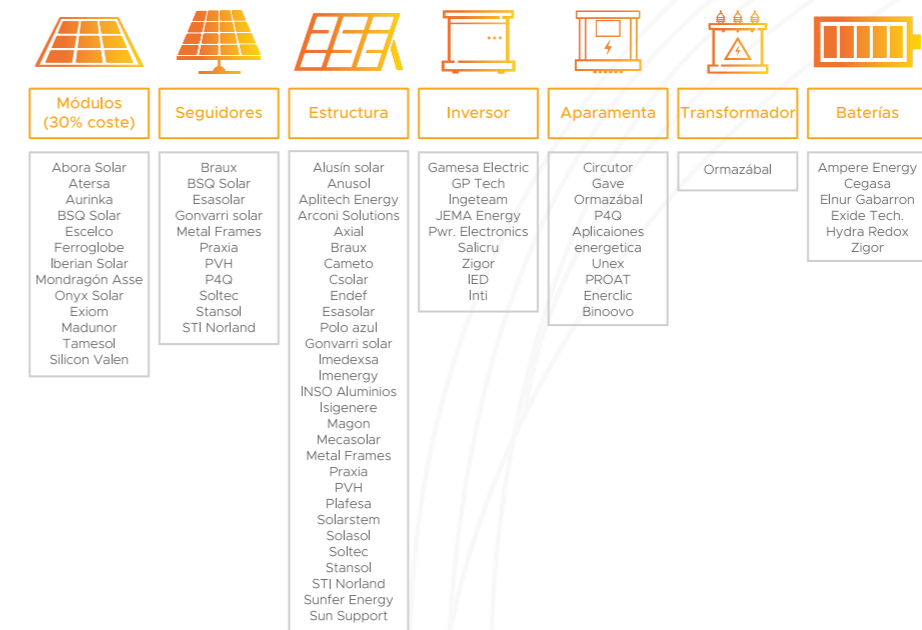 Módulos
(30% coste)
Seguidores
Estructura
Inversor
Aparamenta
Transformador
Baterías
Abora Solar
Atersa
Aurinka
BSQ Solar
Escelco
Ferroglobe
Iberian Solar
Mondragón Asse
Onyx Solar
Exiom
Madunor
Tamesol
Silicon Valen
Braux
BSQ Solar
Esasolar
Gonvarri solar
Metal Frames
Praxia
PVH
P4Q
Soltec
Stansol
STI Norland
Alusín solar
Anusol
Aplitech Energy
Arconi Solutions
Axial
Braux
Cameto
Csolar
Endef
Esasolar
Polo azul
Gonvarri solar
Imedexsa
Imenergy
INSO Aluminios
Isigenere
Magon
Mecasolar
Metal Frames
Praxia
PVH
Plafesa
Solarstem
Solasol
Soltec
Stansol
STI Norland
Sunfer Energy
Sun Support
Gamesa Electric
GP Tech
Ingeteam
JEMA Energy
Pwr. Electronics
Salicru
Zigor
IED
Inti
Circutor
Gave
Ormazábal
P4Q
Aplicaiones
energetica
Unex
PROAT
Enerclic
Binoovo
Ormazábal
Ampere Energy
Cegasa
Elnur Gabarron
Exide Tech.
Hydra Redox
Zigor